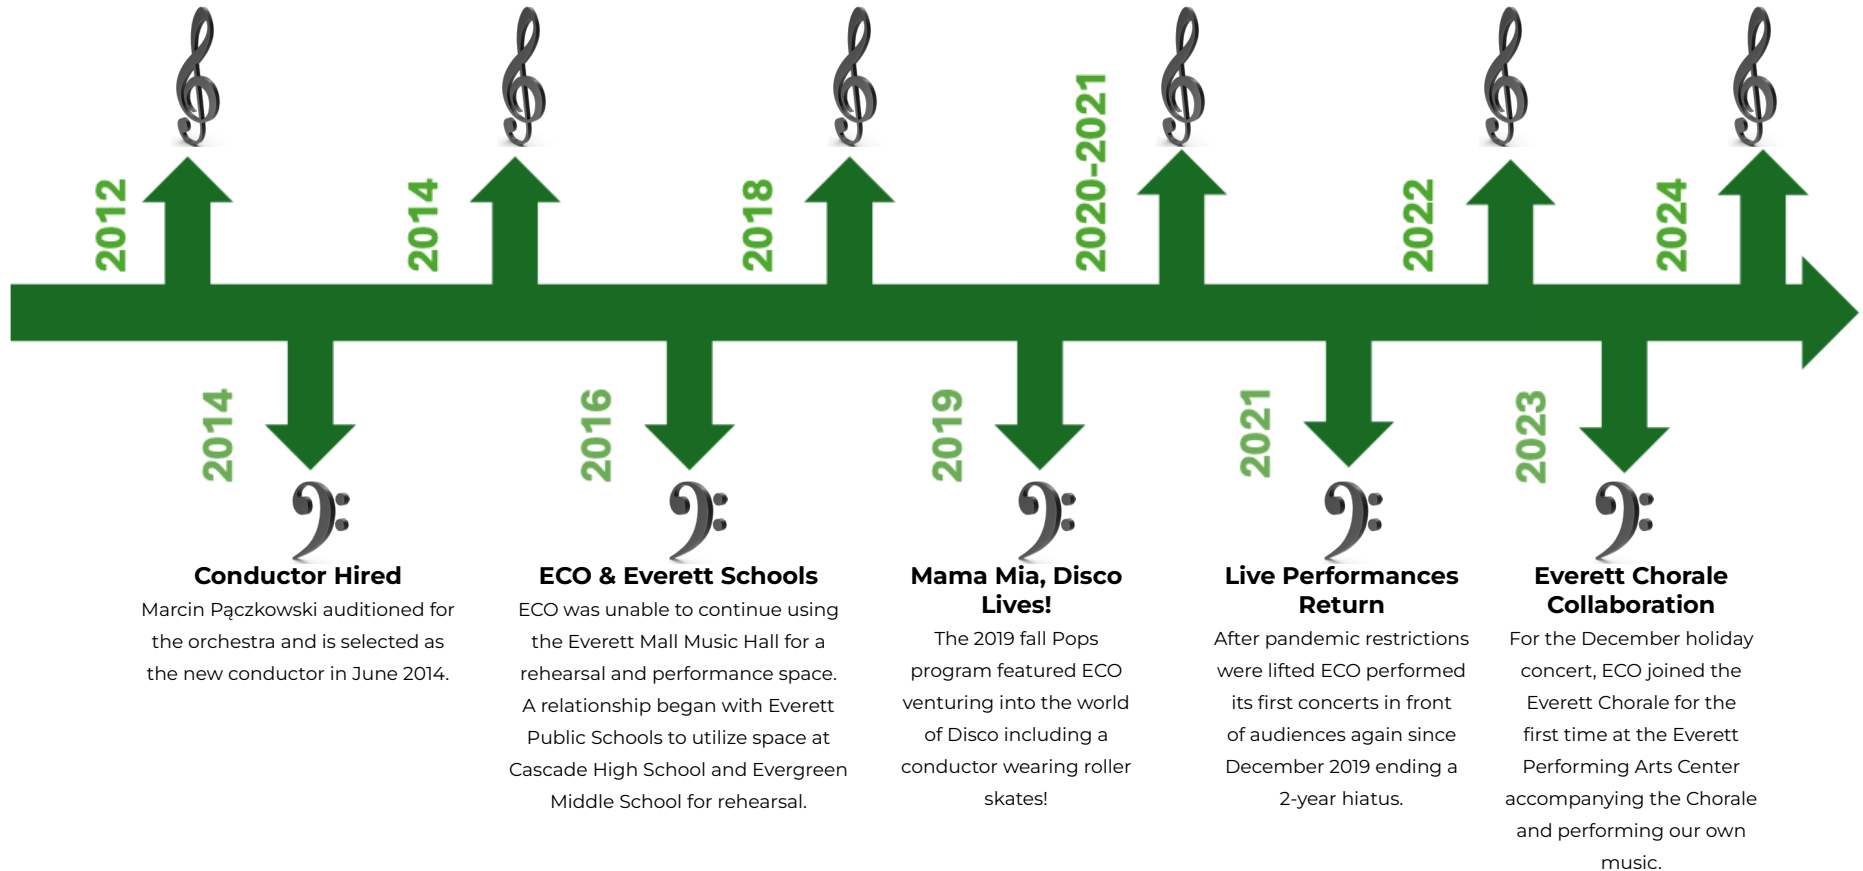 2012
2014
2018
2020-2021
2022
2024
2014
2016
2019
2021
2023
Conductor Hired
Marcin Pączkowski auditioned for
the orchestra and is selected as
the new conductor in June 2014.
ECO & Everett Schools
ECO was unable to continue using
the Everett Mall Music Hall for a
rehearsal and performance space.
A relationship began with Everett
Public Schools to utilize space at
Cascade High School and Evergreen
Middle School for rehearsal.
Mama Mia, Disco
Lives!
The 2019 fall Pops
program featured ECO
venturing into the world
of Disco including a
conductor wearing roller
skates!
Live Performances
Return
After pandemic restrictions
were lifted ECO performed
its first concerts in front
of audiences again since
December 2019 ending a
2-year hiatus.
Everett Chorale
Collaboration
For the December holiday
concert, ECO joined the
Everett Chorale for the
first time at the Everett
Performing Arts Center
accompanying the Chorale
and performing our own
music.